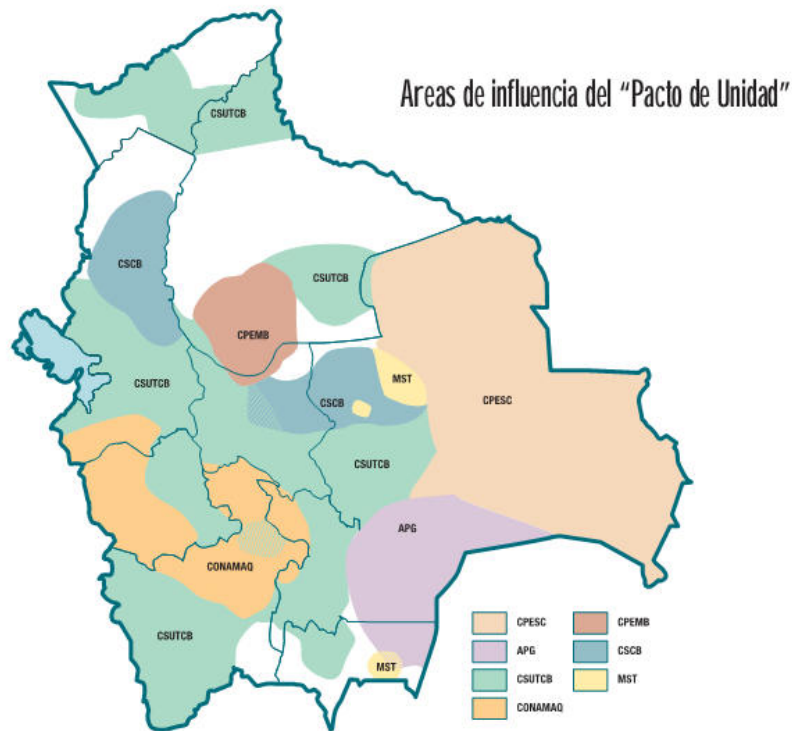 Areas de influencia del “Pacto de Unidad”
CSUTCB
CSCB
CSUTCB
CPEMB
CSUTCB
MST
CSCB
CPESC
CSUTCB
APG
CONAMAQ
CSUTCB
MST
CPESC
CPEMB
APG
CSCB
CSUTCB
MST
CONAMAQ